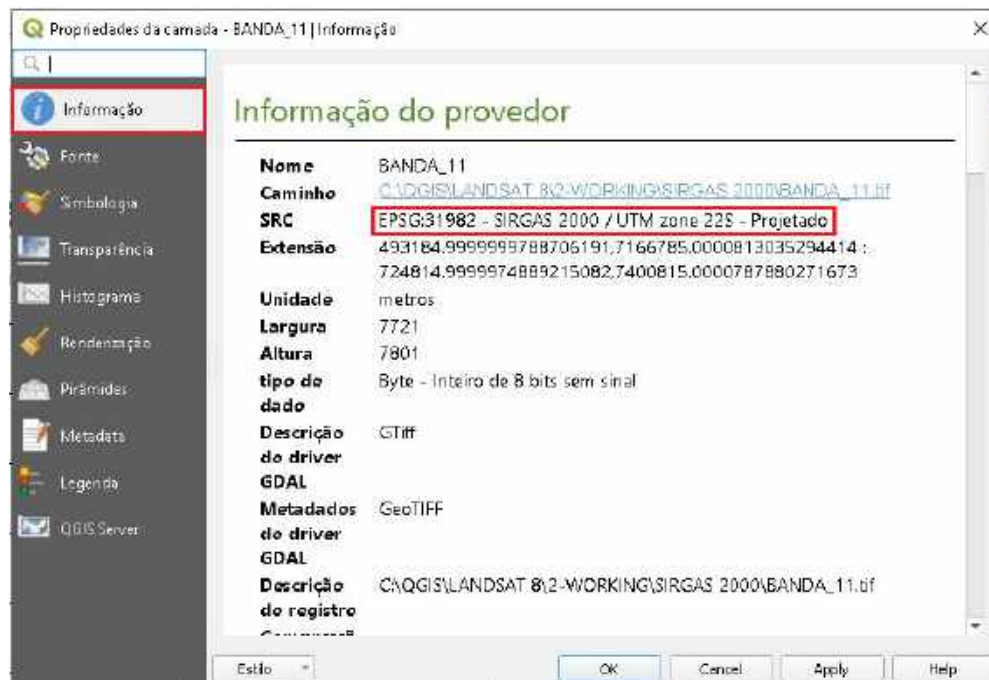 Propriedades da camada - BANDA_11 | Informação
Informação
Fonte
Simbologia
Transparência
Histograma
Renderização
Pirâmides
Metadata
Legenda
QGIS Server
Informação do provedor
Nome BANDA_11
Caminho C:\QGIS\LANDSAT 8\2-WORKING\SIRGAS 2000\BANDA_11.tif
SRC EPSG:31982 - SIRGAS 2000 / UTM zone 22S - Projetado
Extensão 493184.9999999788706191,7166785.0000813035294414 :
724814.9999974889215082,7400815.0000787880271673
Unidade metros
Largura 7721
Altura 7801
tipo de Byte - Inteiro de 8 bits sem sinal
dado
Descrição GTiff
do driver
GDAL
Metadados GeoTIFF
do driver
GDAL
Descrição C:\QGIS\LANDSAT 8\2-WORKING\SIRGAS 2000\BANDA_11.tif
do registro
Estilo
OK
Cancel
Apply
Help